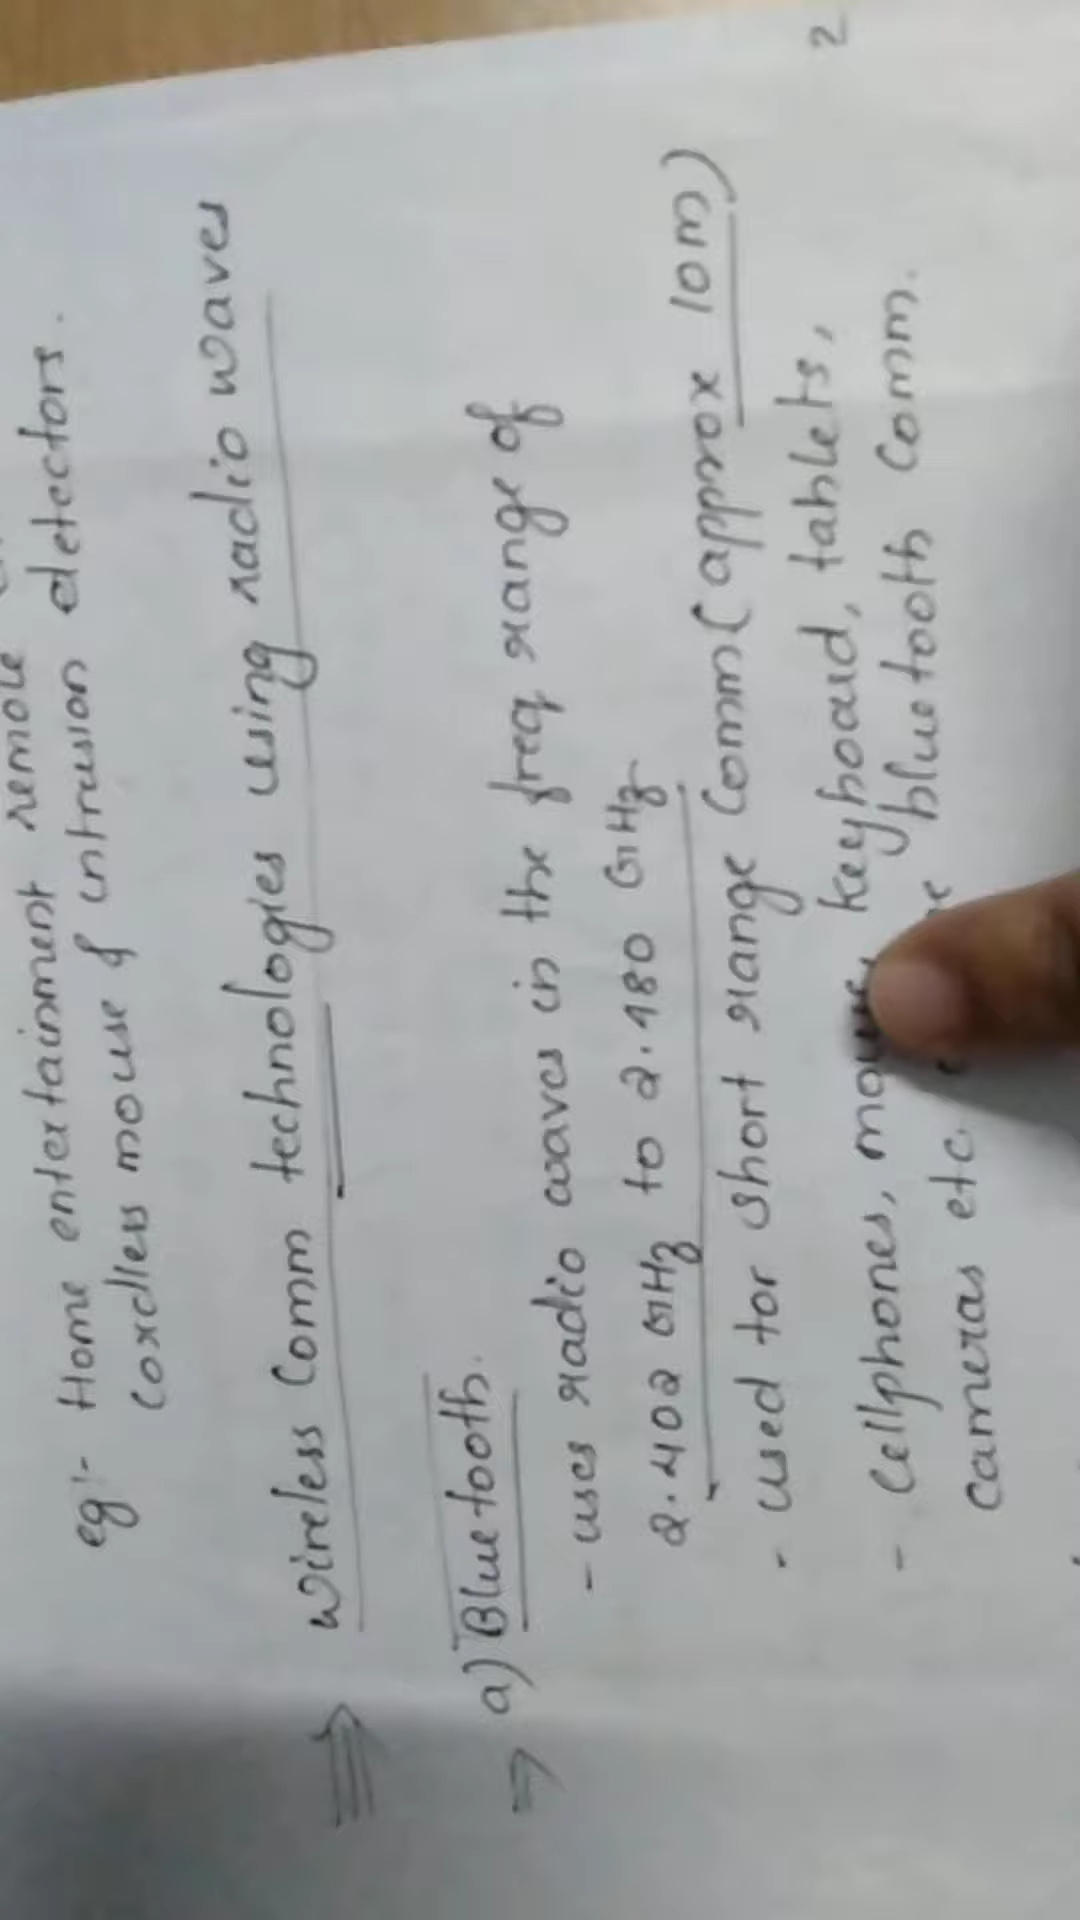 eg:- Home entertainment remote
cordless mouse & intrusion detectors.
⇒ wireless Comm technologies using radio waves
⇒ a) Bluetooth.
- uses radio waves in the freq range of
2.402 GHz to 2.480 GHz
- used for short range Comm (approx 10m)
- Cellphones, mouse, keyboard, tablets,
cameras etc bluetooth Comm.
2